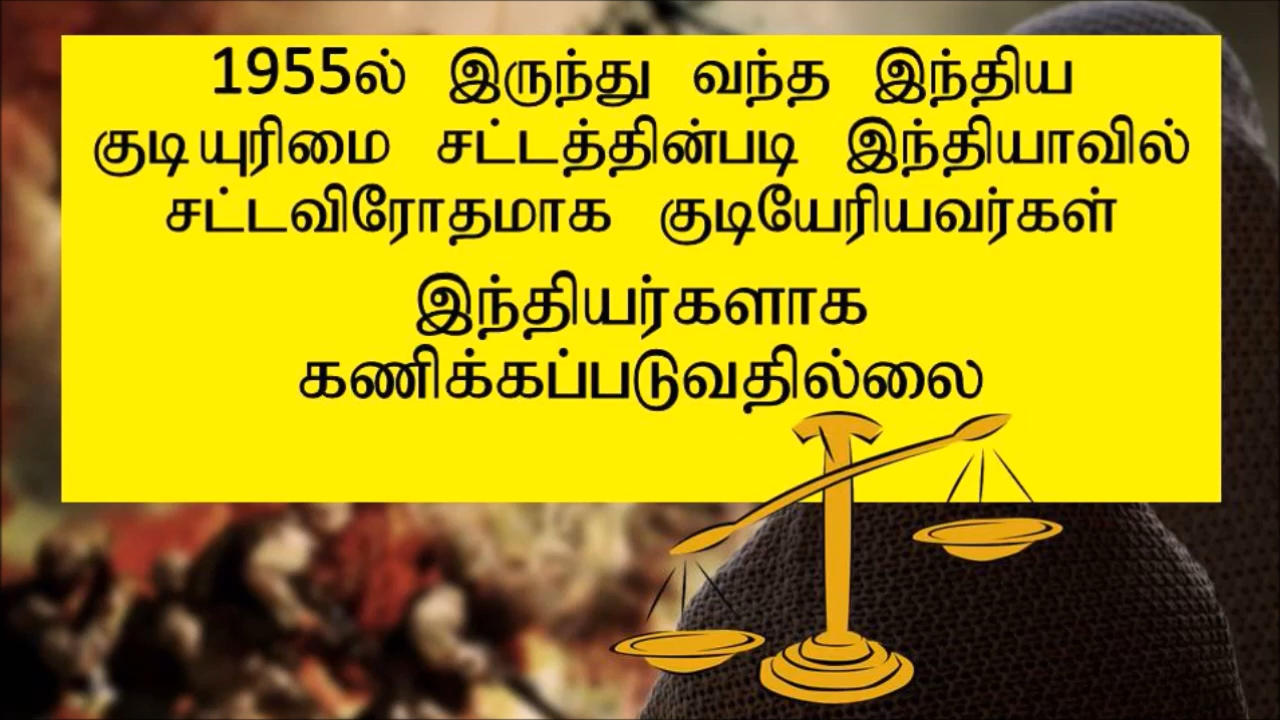 1955ல் இருந்து வந்த இந்திய
குடியுரிமை சட்டத்தின்படி இந்தியாவில்
சட்டவிரோதமாக குடியேரியவர்கள்
இந்தியர்களாக
கணிக்கப்படுவதில்லை